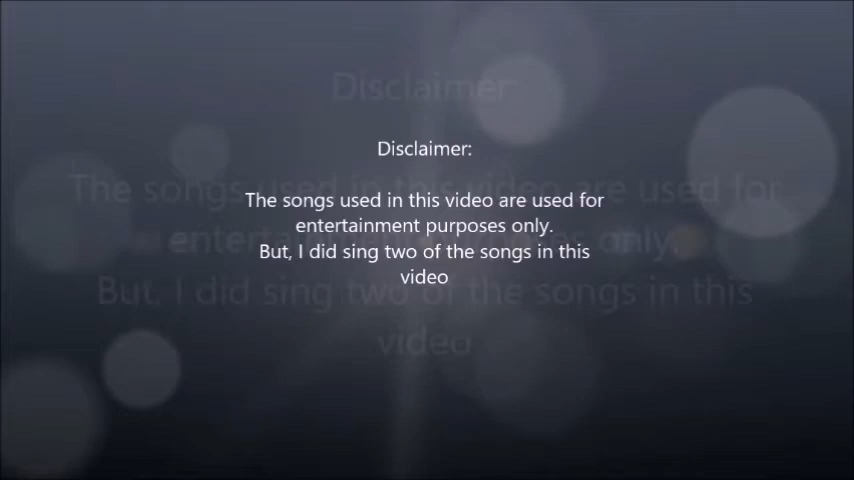 Disclaimer:
The songs used in this video are used for
entertainment purposes only.
But, I did sing two of the songs in this
video